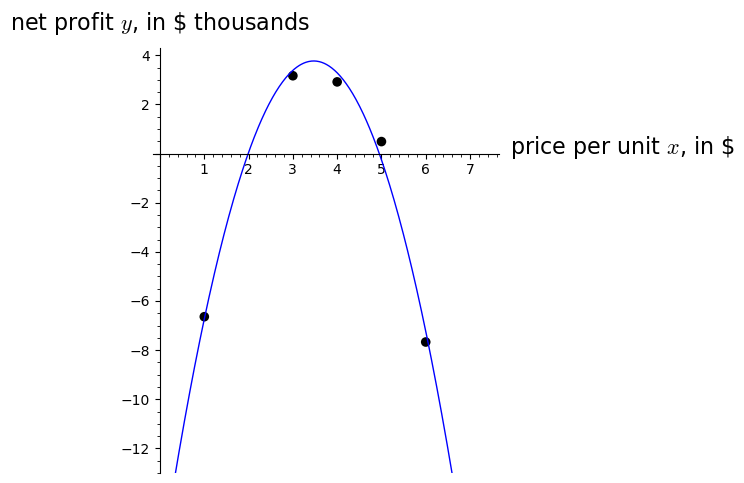 net profit y, in $ thousands
4
2
price per unit x, in $
1 2 3 4 5 6 7
−2
−4
−6
−8
−10
−12